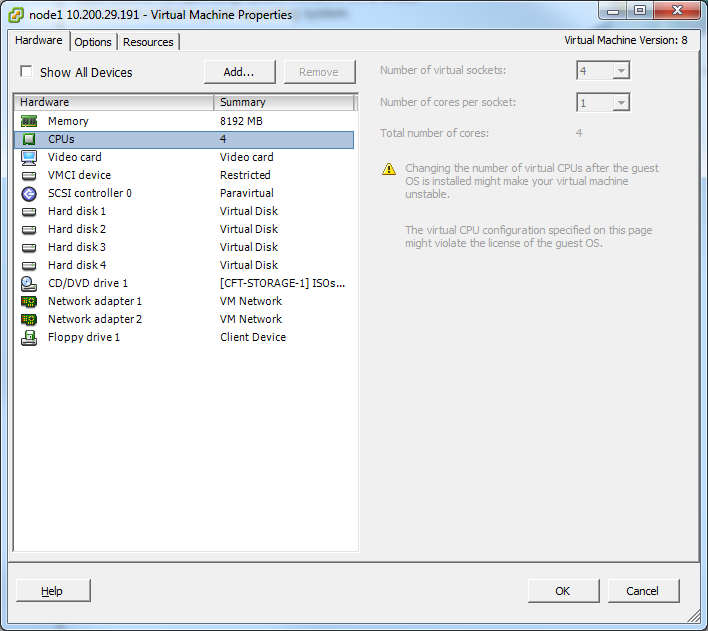 node1 10.200.29.191 - Virtual Machine Properties
Hardware Options Resources Virtual Machine Version: 8
Show All Devices Add... Remove
Hardware Summary
Memory 8192 MB
CPUs 4
Video card Video card
VMCI device Restricted
SCSI controller 0 Paravirtual
Hard disk 1 Virtual Disk
Hard disk 2 Virtual Disk
Hard disk 3 Virtual Disk
Hard disk 4 Virtual Disk
CD/DVD drive 1 [CFT-STORAGE-1] ISOs...
Network adapter 1 VM Network
Network adapter 2 VM Network
Floppy drive 1 Client Device
Number of virtual sockets: 4
Number of cores per socket: 1
Total number of cores: 4
Changing the number of virtual CPUs after the guest
OS is installed might make your virtual machine
unstable.
The virtual CPU configuration specified on this page
might violate the license of the guest OS.
Help OK Cancel